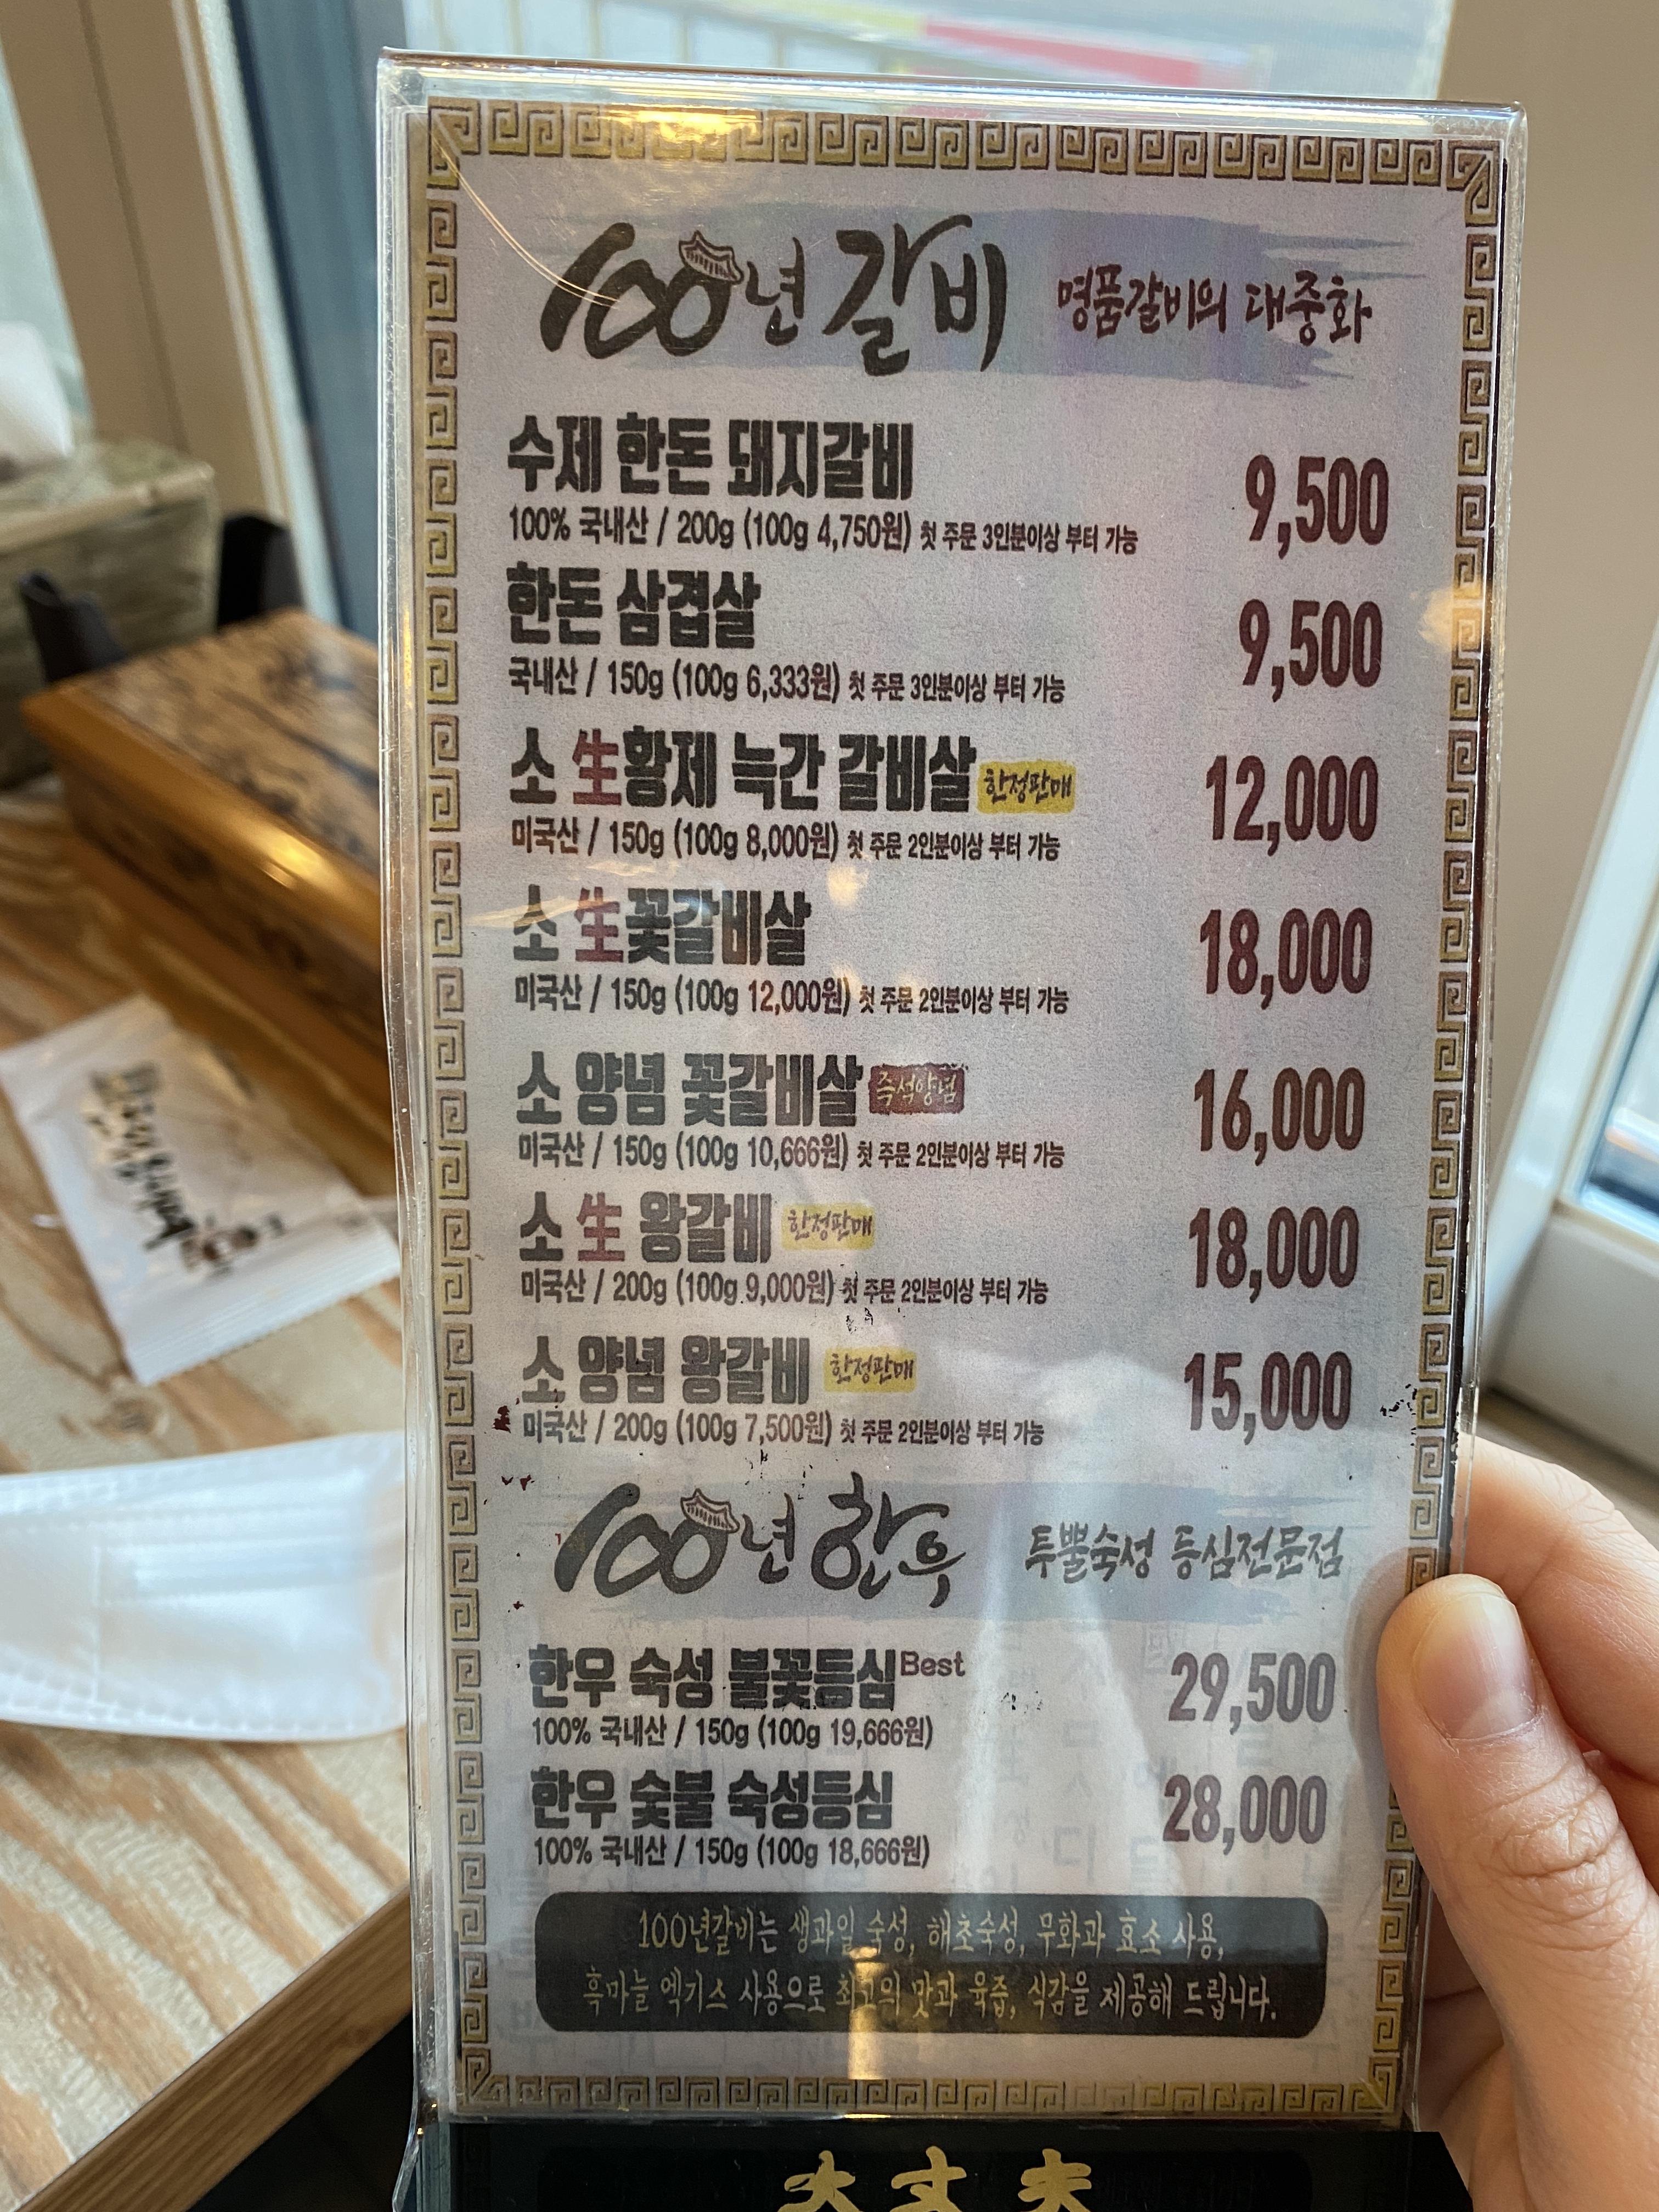 100년 갈비 명품갈비의 대중화
수제 한돈 돼지갈비 9,500
100% 국내산 / 200g (100g 4,750원) 첫 주문 3인분이상 부터 가능
한돈 삼겹살 9,500
국내산 / 150g (100g 6,333원) 첫 주문 3인분이상 부터 가능
소 生황제 늑간 갈비살 한정판매 12,000
미국산 / 150g (100g 8,000원) 첫 주문 2인분이상 부터 가능
소 生꽃갈비살 18,000
미국산 / 150g (100g 12,000원) 첫 주문 2인분이상 부터 가능
소 양념 꽃갈비살 즉석양념 16,000
미국산 / 150g (100g 10,666원) 첫 주문 2인분이상 부터 가능
소 生 왕갈비 한정판매 18,000
미국산 / 200g (100g 9,000원) 첫 주문 2인분이상 부터 가능
소 양념 왕갈비 한정판매 15,000
미국산 / 200g (100g 7,500원) 첫 주문 2인분이상 부터 가능
100년 한우 투뿔숙성 등심전문점
한우 숙성 불꽃등심 Best 29,500
100% 국내산 / 150g (100g 19,666원)
한우 숯불 숙성등심 28,000
100% 국내산 / 150g (100g 18,666원)
100년갈비는 생과일 숙성, 해초숙성, 무화과 효소 사용,
흑마늘 엑기스 사용으로 최고의 맛과 육즙, 식감을 제공해 드립니다.